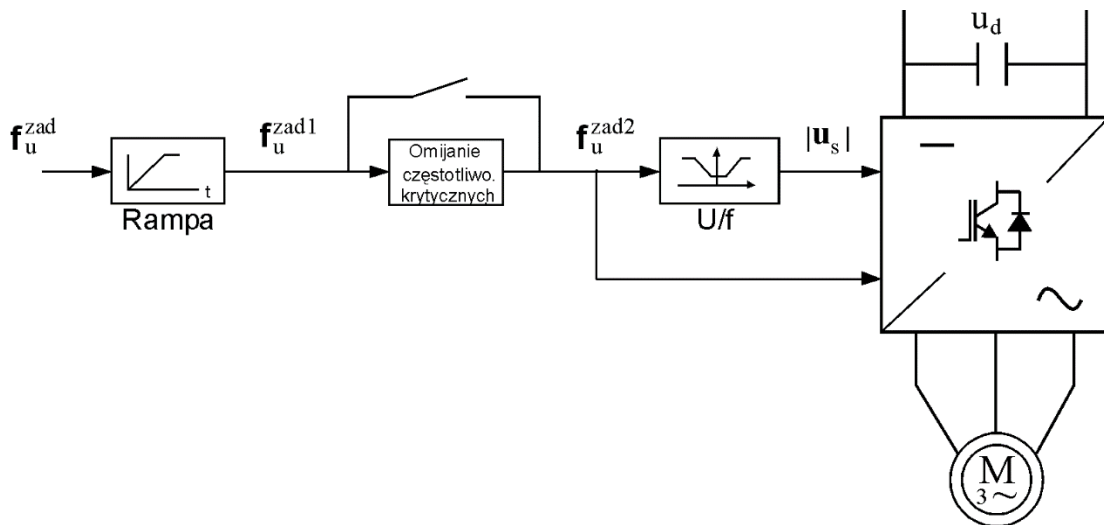 u_d
f_u^zad
t
Rampa
f_u^zad1
Omijanie
częstotliwo.
krytycznych
f_u^zad2
U/f
|u_s|
M
3~